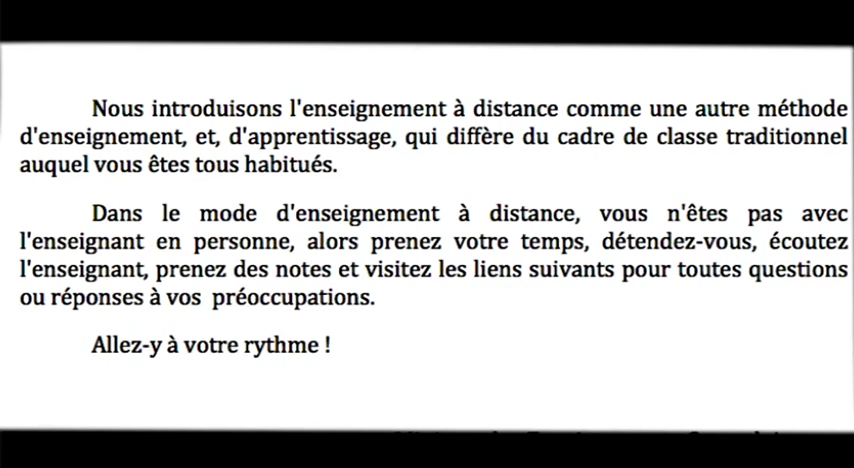 Nous introduisons l'enseignement à distance comme une autre méthode
d'enseignement, et, d'apprentissage, qui diffère du cadre de classe traditionnel
auquel vous êtes tous habitués.
Dans le mode d'enseignement à distance, vous n'êtes pas avec
l'enseignant en personne, alors prenez votre temps, détendez-vous, écoutez
l'enseignant, prenez des notes et visitez les liens suivants pour toutes questions
ou réponses à vos préoccupations.
Allez-y à votre rythme !